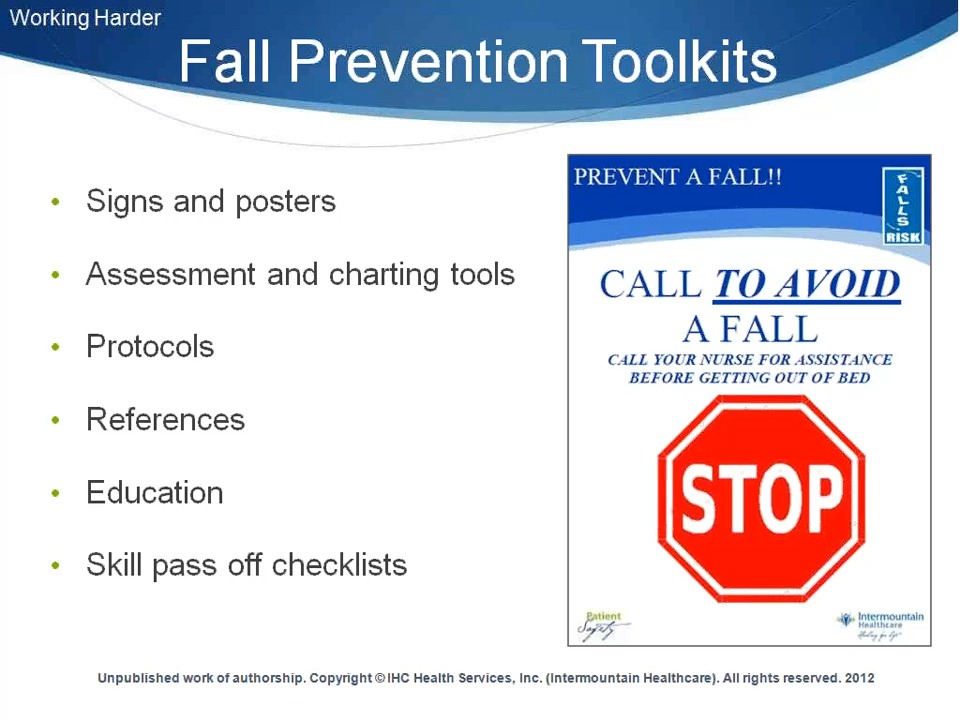 Working Harder
Fall Prevention Toolkits
• Signs and posters
• Assessment and charting tools
• Protocols
• References
• Education
• Skill pass off checklists
PREVENT A FALL!!
FALLS
RISK
CALL TO AVOID
A FALL
CALL YOUR NURSE FOR ASSISTANCE
BEFORE GETTING OUT OF BED
STOP
Patient
Safety
Intermountain
Healthcare
Healing for life
Unpublished work of authorship. Copyright © IHC Health Services, Inc. (Intermountain Healthcare). All rights reserved. 2012